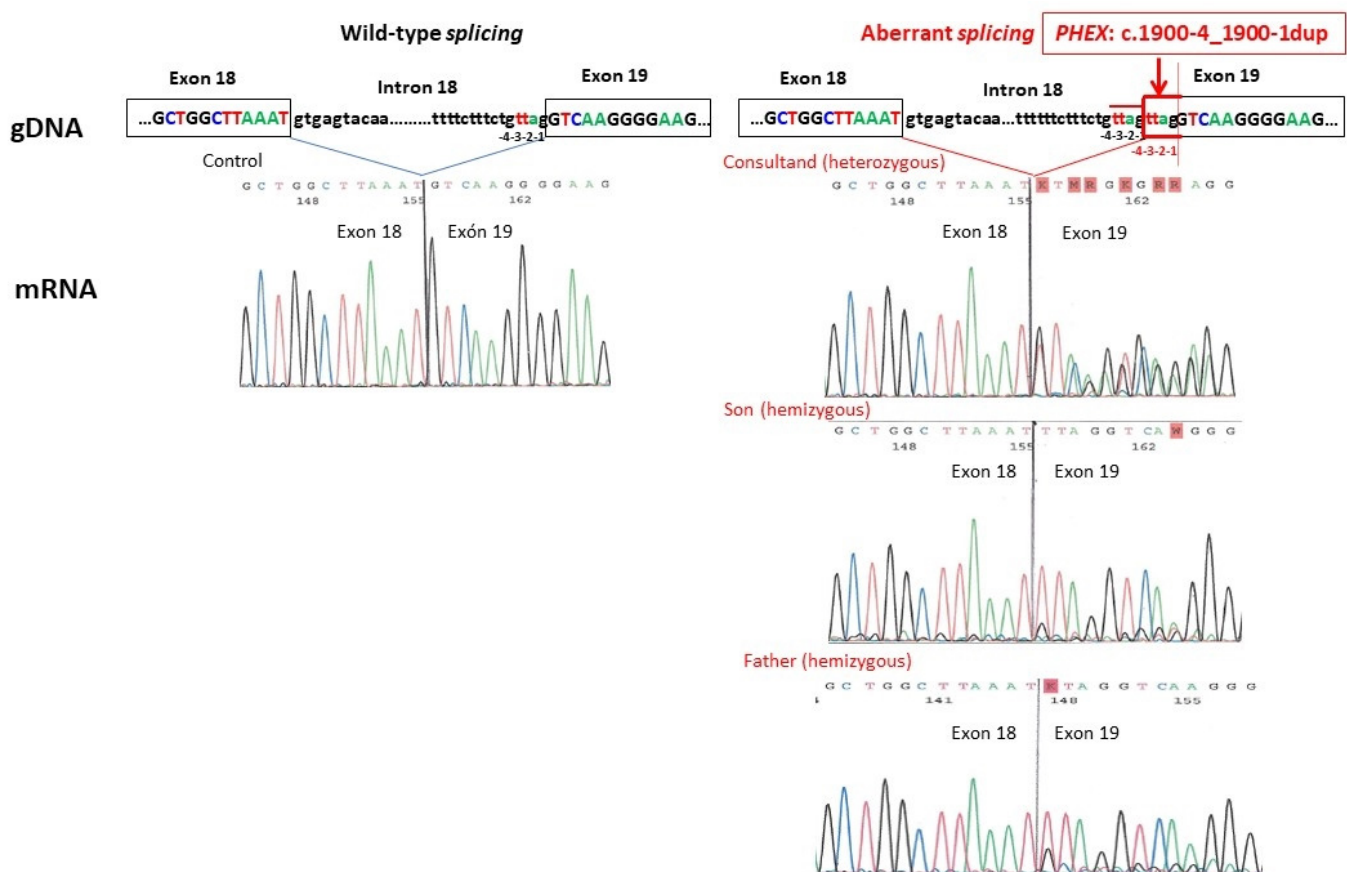 Wild-type splicing
Aberrant splicing
PHEX: c.1900-4_1900-1dup
Exon 18
Intron 18
Exon 19
Exon 18
Intron 18
Exon 19
gDNA
...GCTGGCTTAAAT
gtgagtacaa.........ttttctttctgttag
GTCAAGGGGAAG...
-4-3-2-1
...GCTGGCTTAAAT
gtgagtacaa...ttttttctttctgttagttag
GTCAAGGGGAAG...
-4-3-2-1
-4-3-2-1
Control
Consultand (heterozygous)
G C T G G C T T A A A T G T C A A G G G G A A G
148 155 162
G C T G G C T T A A A T K T M R G K G R R A G G
148 155 162
Exon 18
Exón 19
Exon 18
Exon 19
mRNA
Son (hemizygous)
G C T G G C T T A A A T T T A G G T C A W G G G
148 155 162
Exon 18
Exon 19
Father (hemizygous)
G C T G G C T T A A A T K T A G G T C A A G G G
141 148 155
Exon 18
Exon 19